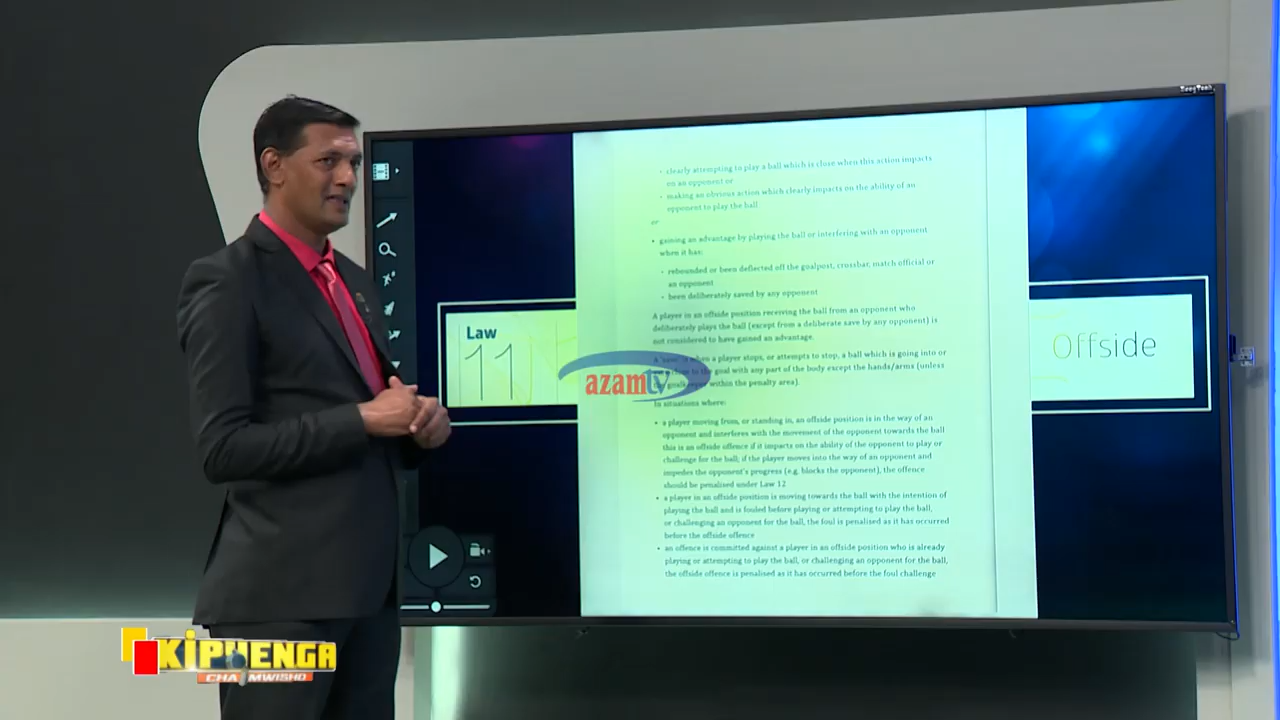 clearly attempting to play a ball which is close when this action impacts
on an opponent or
• making an obvious action which clearly impacts on the ability of an
opponent to play the ball
or
• gaining an advantage by playing the ball or interfering with an opponent
when it has:
• rebounded or been deflected off the goalpost, crossbar, match official or
an opponent
• been deliberately saved by any opponent
A player in an offside position receiving the ball from an opponent who
deliberately plays the ball (except from a deliberate save by any opponent) is
not considered to have gained an advantage.
Law
11
Offside
A 'save' is when a player stops, or attempts to stop, a ball which is going into or
to the goal with any part of the body except the hands/arms (unless
the goalkeeper within the penalty area).
azamtv
In situations where:
• a player moving from, or standing in, an offside position is in the way of an
opponent and interferes with the movement of the opponent towards the ball
this is an offside offence if it impacts on the ability of the opponent to play or
challenge for the ball; if the player moves into the way of an opponent and
impedes the opponent's progress (e.g. blocks the opponent), the offence
should be penalised under Law 12
• a player in an offside position is moving towards the ball with the intention of
playing the ball and is fouled before playing or attempting to play the ball,
or challenging an opponent for the ball, the foul is penalised as it has occurred
before the offside offence
• an offence is committed against a player in an offside position who is already
playing or attempting to play the ball, or challenging an opponent for the ball,
the offside offence is penalised as it has occurred before the foul challenge
KIPYENGA
CHA MWISHO